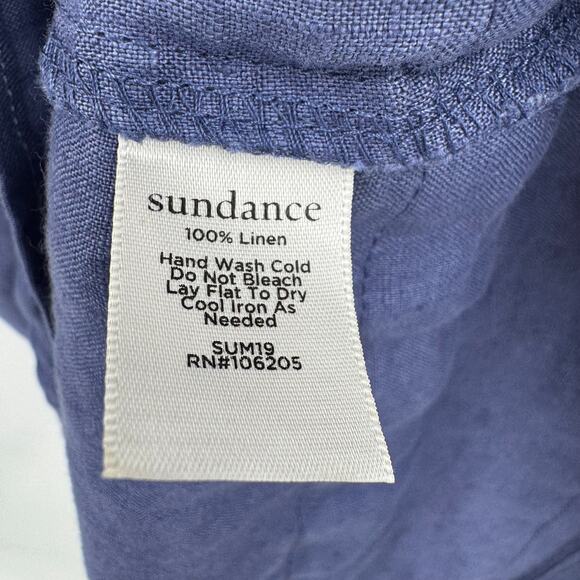 sundance
100% Linen
Hand Wash Cold
Do Not Bleach
Lay Flat To Dry
Cool Iron As
Needed
SUM19
RN#106205